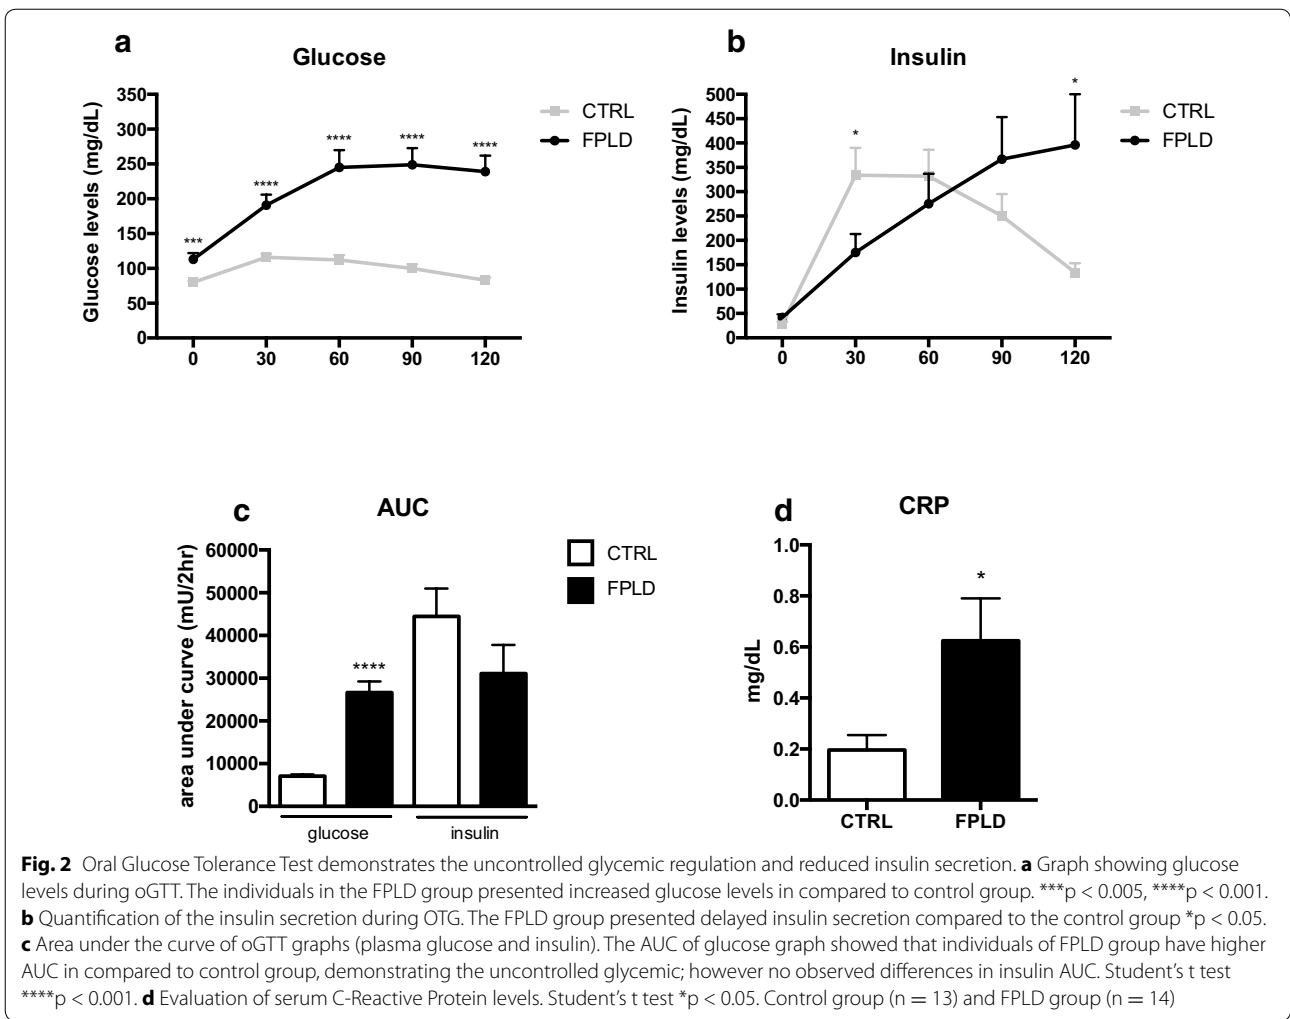 a
Glucose
Glucose levels (mg/dL)
350
300
250
200
150
100
50
0
0 30 60 90 120
*** **** **** **** ****
CTRL
FPLD
b
Insulin
Insulin levels (mg/dL)
500
450
400
350
300
250
200
150
100
50
0
0 30 60 90 120
* *
CTRL
FPLD
c
AUC
area under curve (mU/2hr)
60000
50000
40000
30000
20000
10000
0
****
glucose insulin
CTRL
FPLD
d
CRP
mg/dL
1.0
0.8
0.6
0.4
0.2
0.0
*
CTRL FPLD
Fig. 2 Oral Glucose Tolerance Test demonstrates the uncontrolled glycemic regulation and reduced insulin secretion. a Graph showing glucose
levels during oGTT. The individuals in the FPLD group presented increased glucose levels in compared to control group. ***p < 0.005, ****p < 0.001.
b Quantification of the insulin secretion during OTG. The FPLD group presented delayed insulin secretion compared to the control group *p < 0.05.
c Area under the curve of oGTT graphs (plasma glucose and insulin). The AUC of glucose graph showed that individuals of FPLD group have higher
AUC in compared to control group, demonstrating the uncontrolled glycemic; however no observed differences in insulin AUC. Student's t test
****p < 0.001. d Evaluation of serum C-Reactive Protein levels. Student's t test *p < 0.05. Control group (n = 13) and FPLD group (n = 14)